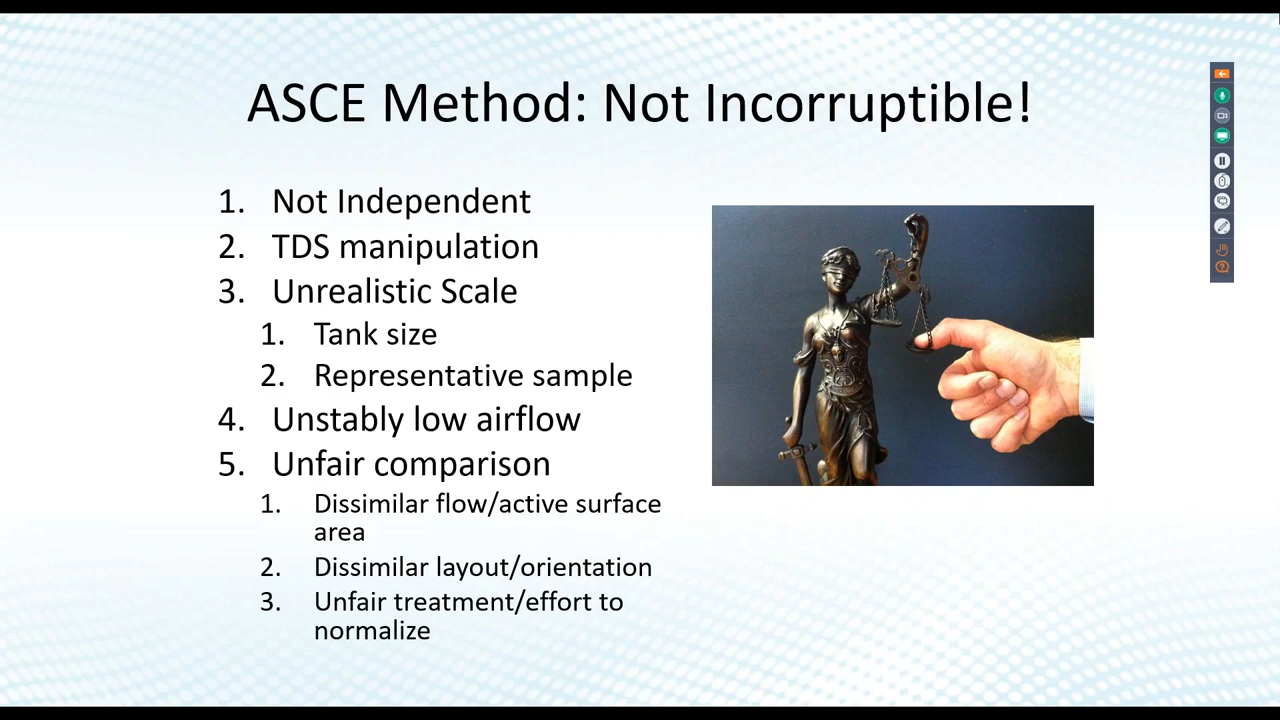 ASCE Method: Not Incorruptible!
1. Not Independent
2. TDS manipulation
3. Unrealistic Scale
1. Tank size
2. Representative sample
4. Unstably low airflow
5. Unfair comparison
1. Dissimilar flow/active surface
area
2. Dissimilar layout/orientation
3. Unfair treatment/effort to
normalize